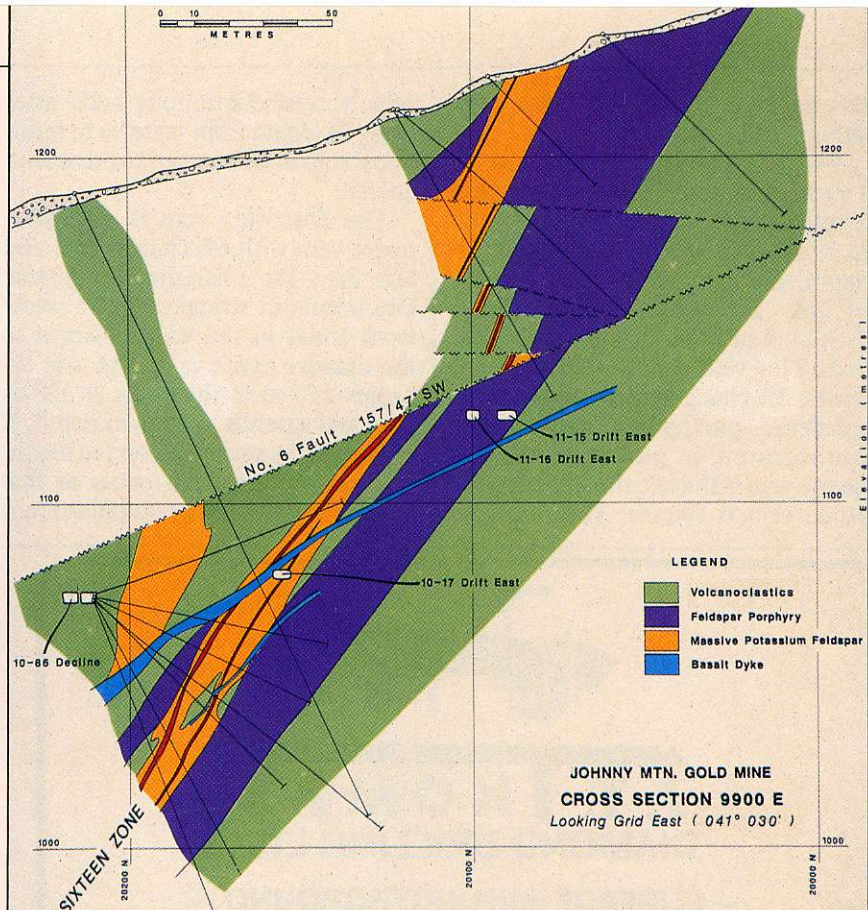 0 10 50
METRES
1200
1200
No. 6 Fault 157/47° SW
11-15 Drift East
11-16 Drift East
Elevation (metres)
1100
1100
LEGEND
Volcanoclastics
Feldspar Porphyry
Massive Potassium Feldspar
Basalt Dyke
10-17 Drift East
10-66 Decline
JOHNNY MTN. GOLD MINE
CROSS SECTION 9900 E
Looking Grid East ( 041° 030' )
1000
1000
SIXTEEN ZONE
20200 N
20100 N
20000 N